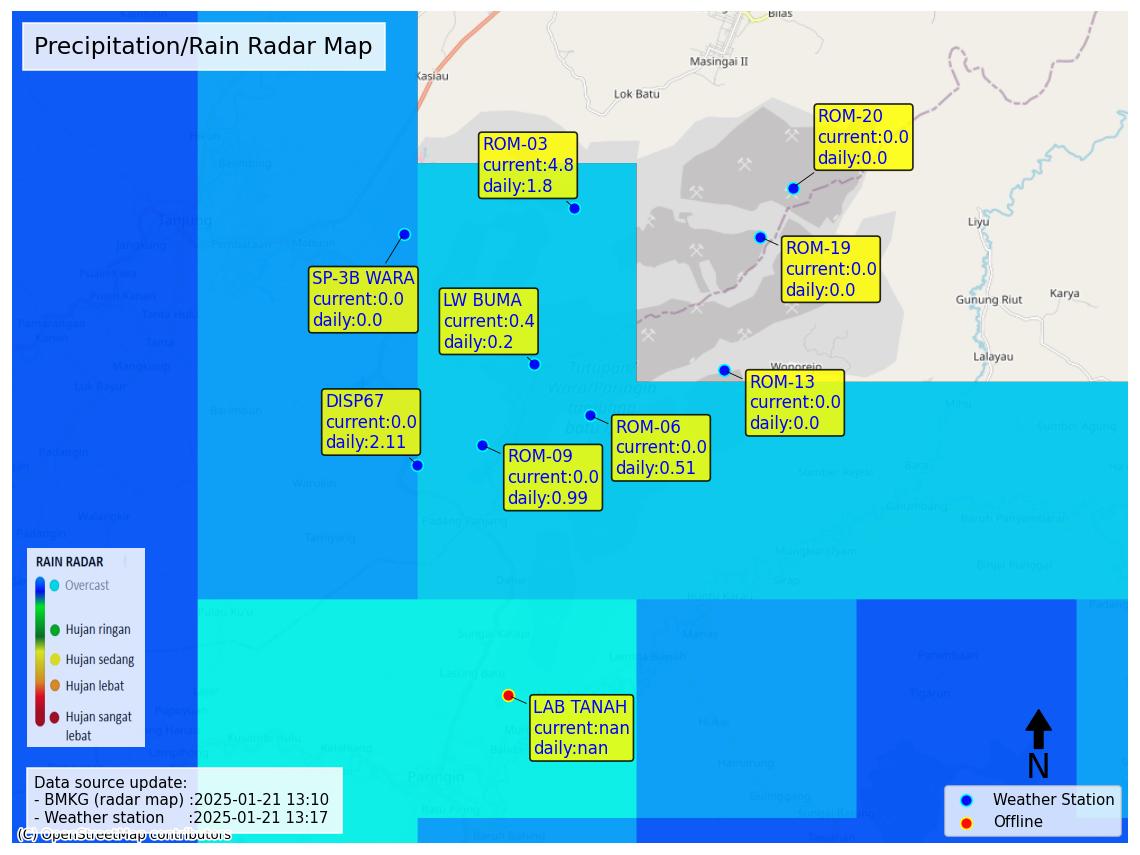 Precipitation/Rain Radar Map
Bilas
Masingai II
Kasiau
Lok Batu
ROM-20
current:0.0
daily:0.0
ROM-03
current:4.8
daily:1.8
Tanjung
Liyu
ROM-19
current:0.0
daily:0.0
SP-3B WARA
current:0.0
daily:0.0
LW BUMA
current:0.4
daily:0.2
Gunung Riut
Karya
Lalayau
Wonorejo
ROM-13
current:0.0
daily:0.0
DISP67
current:0.0
daily:2.11
ROM-06
current:0.0
daily:0.51
ROM-09
current:0.0
daily:0.99
RAIN RADAR
Overcast
Hujan ringan
Hujan sedang
Hujan lebat
Hujan sangat
lebat
LAB TANAH
current:nan
daily:nan
Paringin
N
Data source update:
- BMKG (radar map) :2025-01-21 13:10
- Weather station :2025-01-21 13:17
(C) OpenStreetMap contributors
Weather Station
Offline